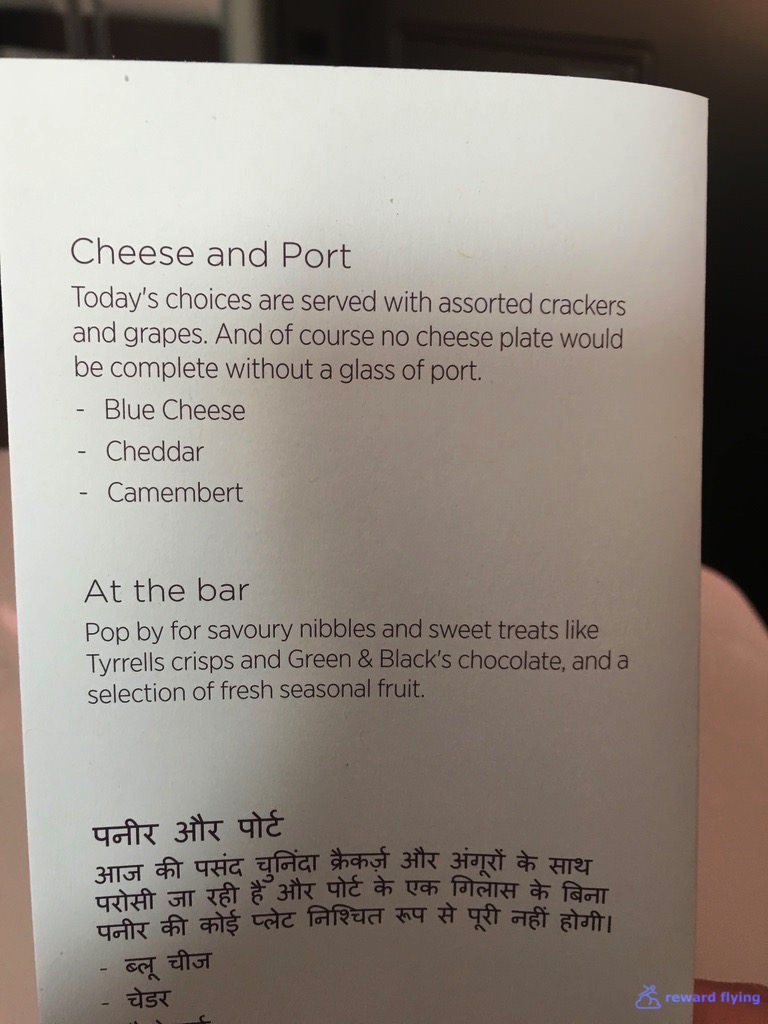 Cheese and Port
Today's choices are served with assorted crackers
and grapes. And of course no cheese plate would
be complete without a glass of port.
- Blue Cheese
- Cheddar
- Camembert
At the bar
Pop by for savoury nibbles and sweet treats like
Tyrrells crisps and Green & Black's chocolate, and a
selection of fresh seasonal fruit.
पनीर और पोर्ट
आज की पसंद चुनिंदा क्रैकर्ज़ और अंगूरों के साथ
परोसी जा रही हैं और पोर्ट के एक गिलास के बिना
पनीर की कोई प्लेट निश्चित रूप से पूरी नहीं होगी।
- ब्लू चीज
- चेडर
reward flying